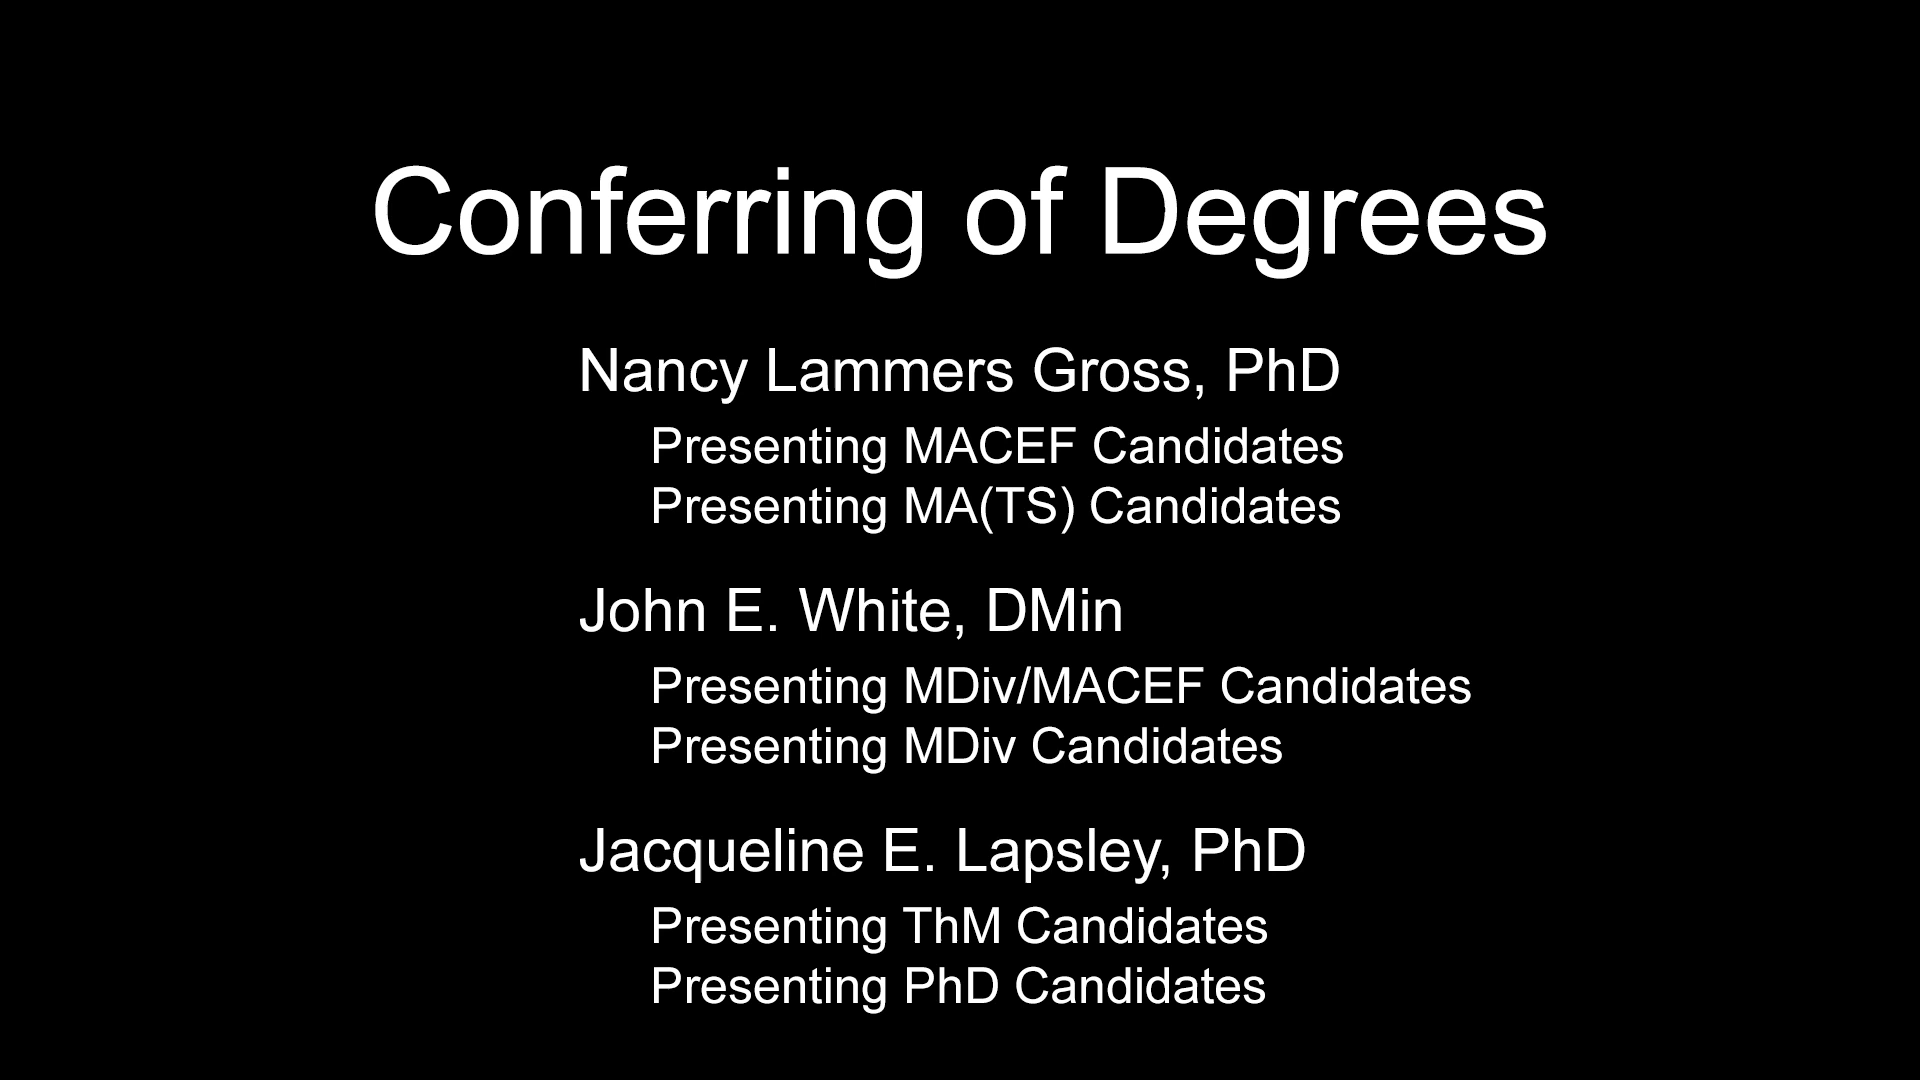 Conferring of Degrees
Nancy Lammers Gross, PhD
Presenting MACEF Candidates
Presenting MA(TS) Candidates
John E. White, DMin
Presenting MDiv/MACEF Candidates
Presenting MDiv Candidates
Jacqueline E. Lapsley, PhD
Presenting ThM Candidates
Presenting PhD Candidates